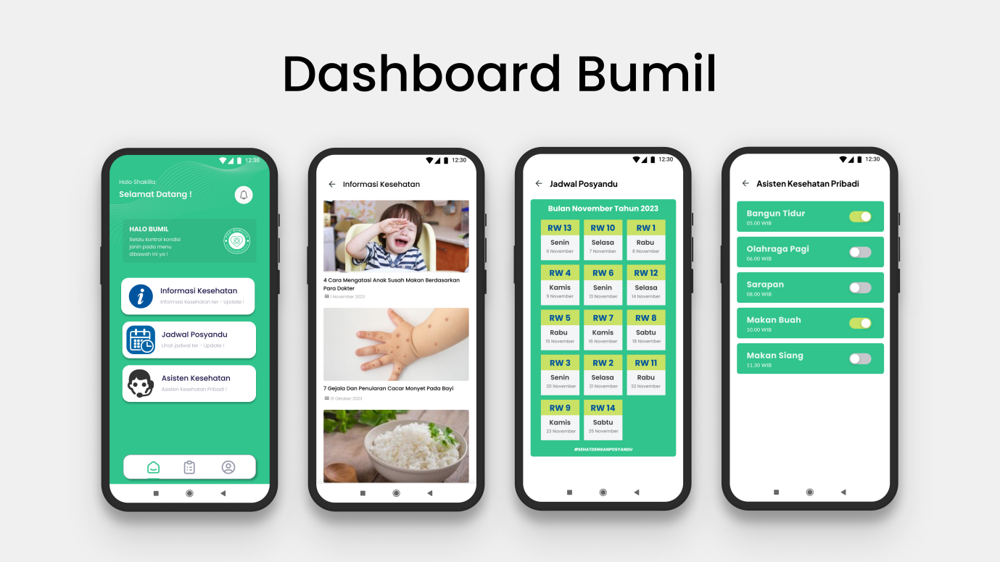 Dashboard Bumil
12:30
Halo Shakilla
Selamat Datang !
HALO BUMIL
Selalu kontrol kondisi
janin pada menu
dibawah ini ya !
Informasi Kesehatan
Informasi Kesehatan ter - Update !
Jadwal Posyandu
Lihat jadwal ter - Update !
Asisten Kesehatan
Asisten Kesehatan Pribadi !
12:30
Informasi Kesehatan
4 Cara Mengatasi Anak Susah Makan Berdasarkan
Para Dokter
1 November 2023
7 Gejala Dan Penularan Cacar Monyet Pada Bayi
31 Oktober 2023
12:30
Jadwal Posyandu
Bulan November Tahun 2023
RW 13 RW 10 RW 1
Senin Selasa Rabu
6 November 7 November 8 November
RW 4 RW 6 RW 12
Kamis Senin Selasa
9 November 13 November 14 November
RW 5 RW 7 RW 8
Rabu Kamis Sabtu
15 November 16 November 18 November
RW 3 RW 2 RW 11
Senin Selasa Rabu
20 November 21 November 22 November
RW 9 RW 14
Kamis Sabtu
23 November 25 November
#SEHATDENGANPOSYANDU
12:30
Asisten Kesehatan Pribadi
Bangun Tidur
05.00 WIB
Olahraga Pagi
06.00 WIB
Sarapan
08.00 WIB
Makan Buah
10.00 WIB
Makan Siang
11.30 WIB